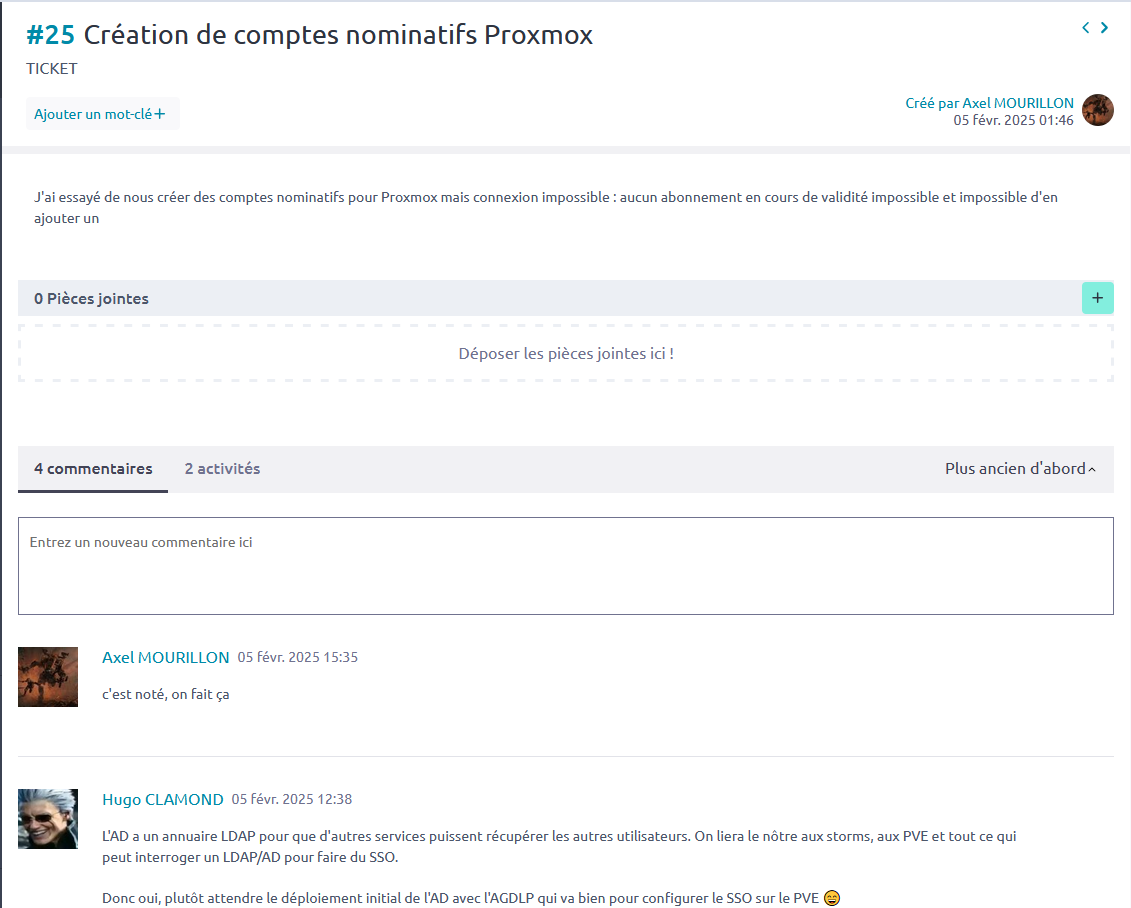 #25 Création de comptes nominatifs Proxmox
TICKET
Ajouter un mot-clé+
Créé par Axel MOURILLON
05 févr. 2025 01:46
J'ai essayé de nous créer des comptes nominatifs pour Proxmox mais connexion impossible : aucun abonnement en cours de validité impossible et impossible d'en
ajouter un
0 Pièces jointes
+
Déposer les pièces jointes ici !
4 commentaires
2 activités
Plus ancien d'abord
Entrez un nouveau commentaire ici
Axel MOURILLON 05 févr. 2025 15:35
c'est noté, on fait ça
Hugo CLAMOND 05 févr. 2025 12:38
L'AD a un annuaire LDAP pour que d'autres services puissent récupérer les autres utilisateurs. On liera le nôtre aux storms, aux PVE et tout ce qui
peut interroger un LDAP/AD pour faire du SSO.
Donc oui, plutôt attendre le déploiement initial de l'AD avec l'AGDLP qui va bien pour configurer le SSO sur le PVE 😄